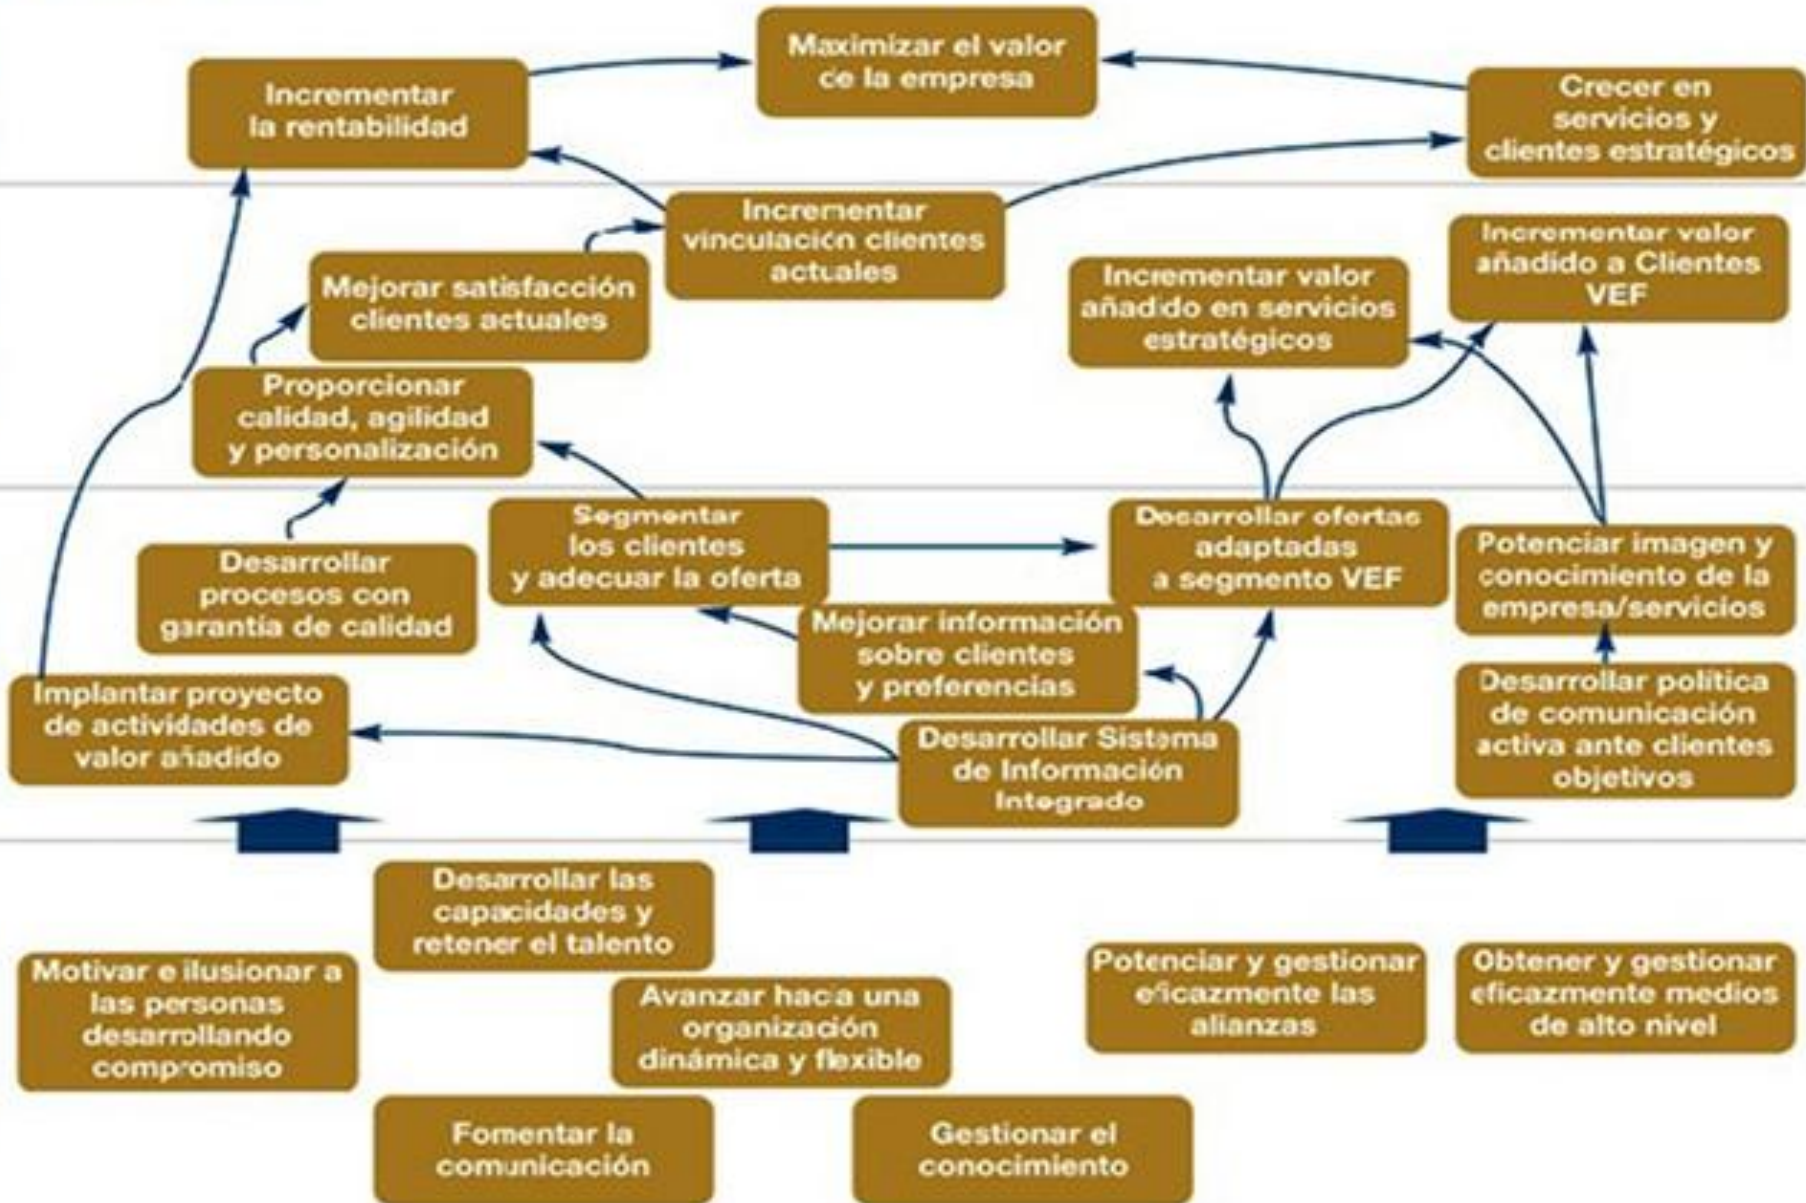 Maximizar el valor
de la empresa
Incrementar
la rentabilidad
Crecer en
servicios y
clientes estratégicos
Incrementar
vinculación clientes
actuales
Incrementar valor
añadido a Clientes
VEF
Mejorar satisfacción
clientes actuales
Incrementar valor
añadido en servicios
estratégicos
Proporcionar
calidad, agilidad
y personalización
Segmentar
los clientes
y adecuar la oferta
Desarrollar ofertas
adaptadas
a segmento VEF
Potenciar imagen y
conocimiento de la
empresa/servicios
Desarrollar
procesos con
garantía de calidad
Mejorar información
sobre clientes
y preferencias
Implantar proyecto
de actividades de
valor añadido
Desarrollar Sistema
de Información
Integrado
Desarrollar política
de comunicación
activa ante clientes
objetivos
Desarrollar las
capacidades y
retener el talento
Motivar e ilusionar a
las personas
desarrollando
compromiso
Avanzar hacia una
organización
dinámica y flexible
Potenciar y gestionar
eficazmente las
alianzas
Obtener y gestionar
eficazmente medios
de alto nivel
Fomentar la
comunicación
Gestionar el
conocimiento